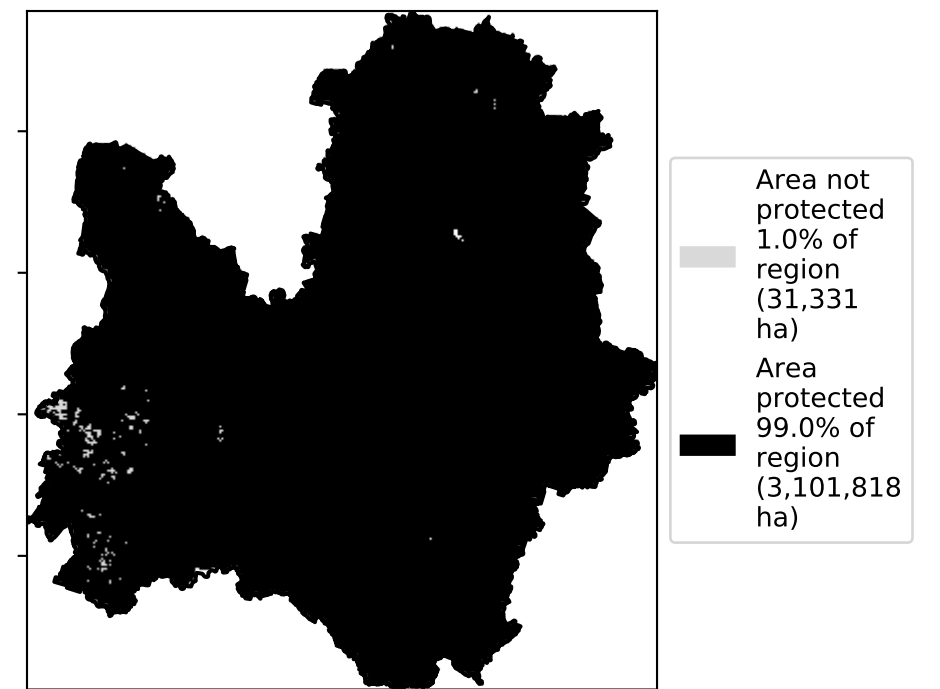 Area not
protected
1.0% of
region
(31,331
ha)
Area
protected
99.0% of
region
(3,101,818
ha)